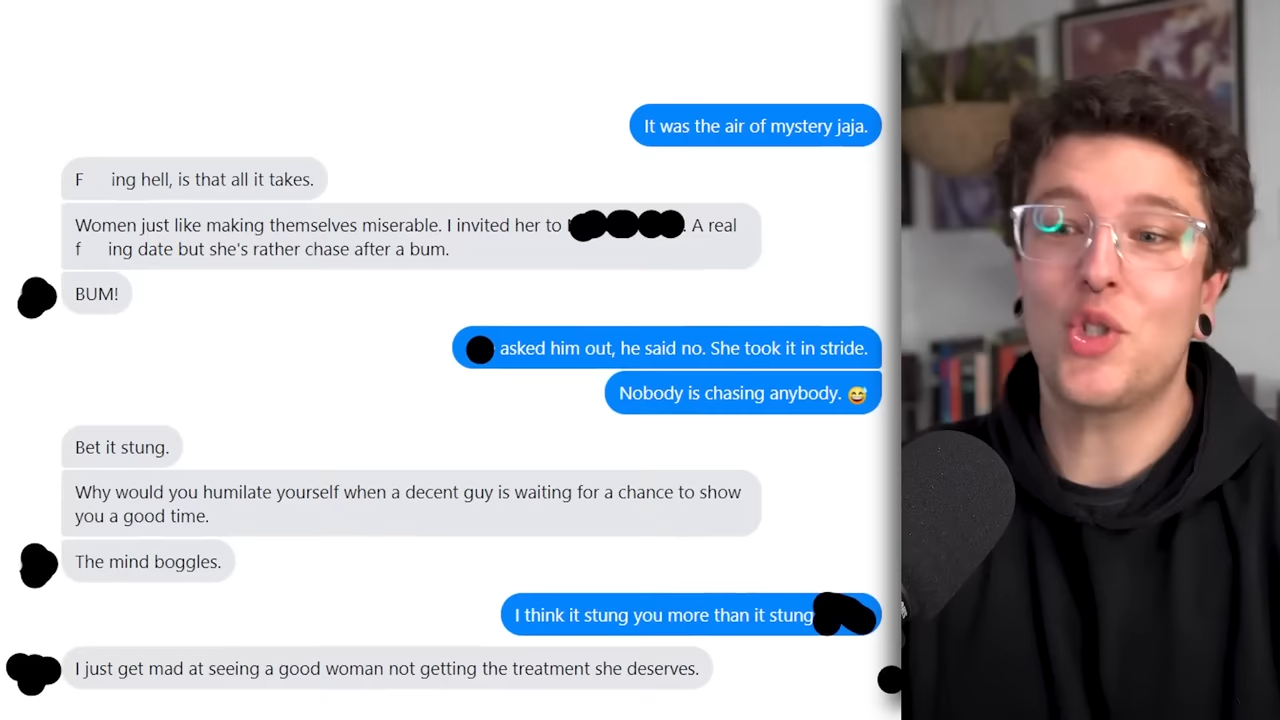 It was the air of mystery jaja.
F ing hell, is that all it takes.
Women just like making themselves miserable. I invited her to . A real
f ing date but she's rather chase after a bum.
BUM!
asked him out, he said no. She took it in stride.
Nobody is chasing anybody. 😅
Bet it stung.
Why would you humilate yourself when a decent guy is waiting for a chance to show
you a good time.
The mind boggles.
I think it stung you more than it stung
I just get mad at seeing a good woman not getting the treatment she deserves.